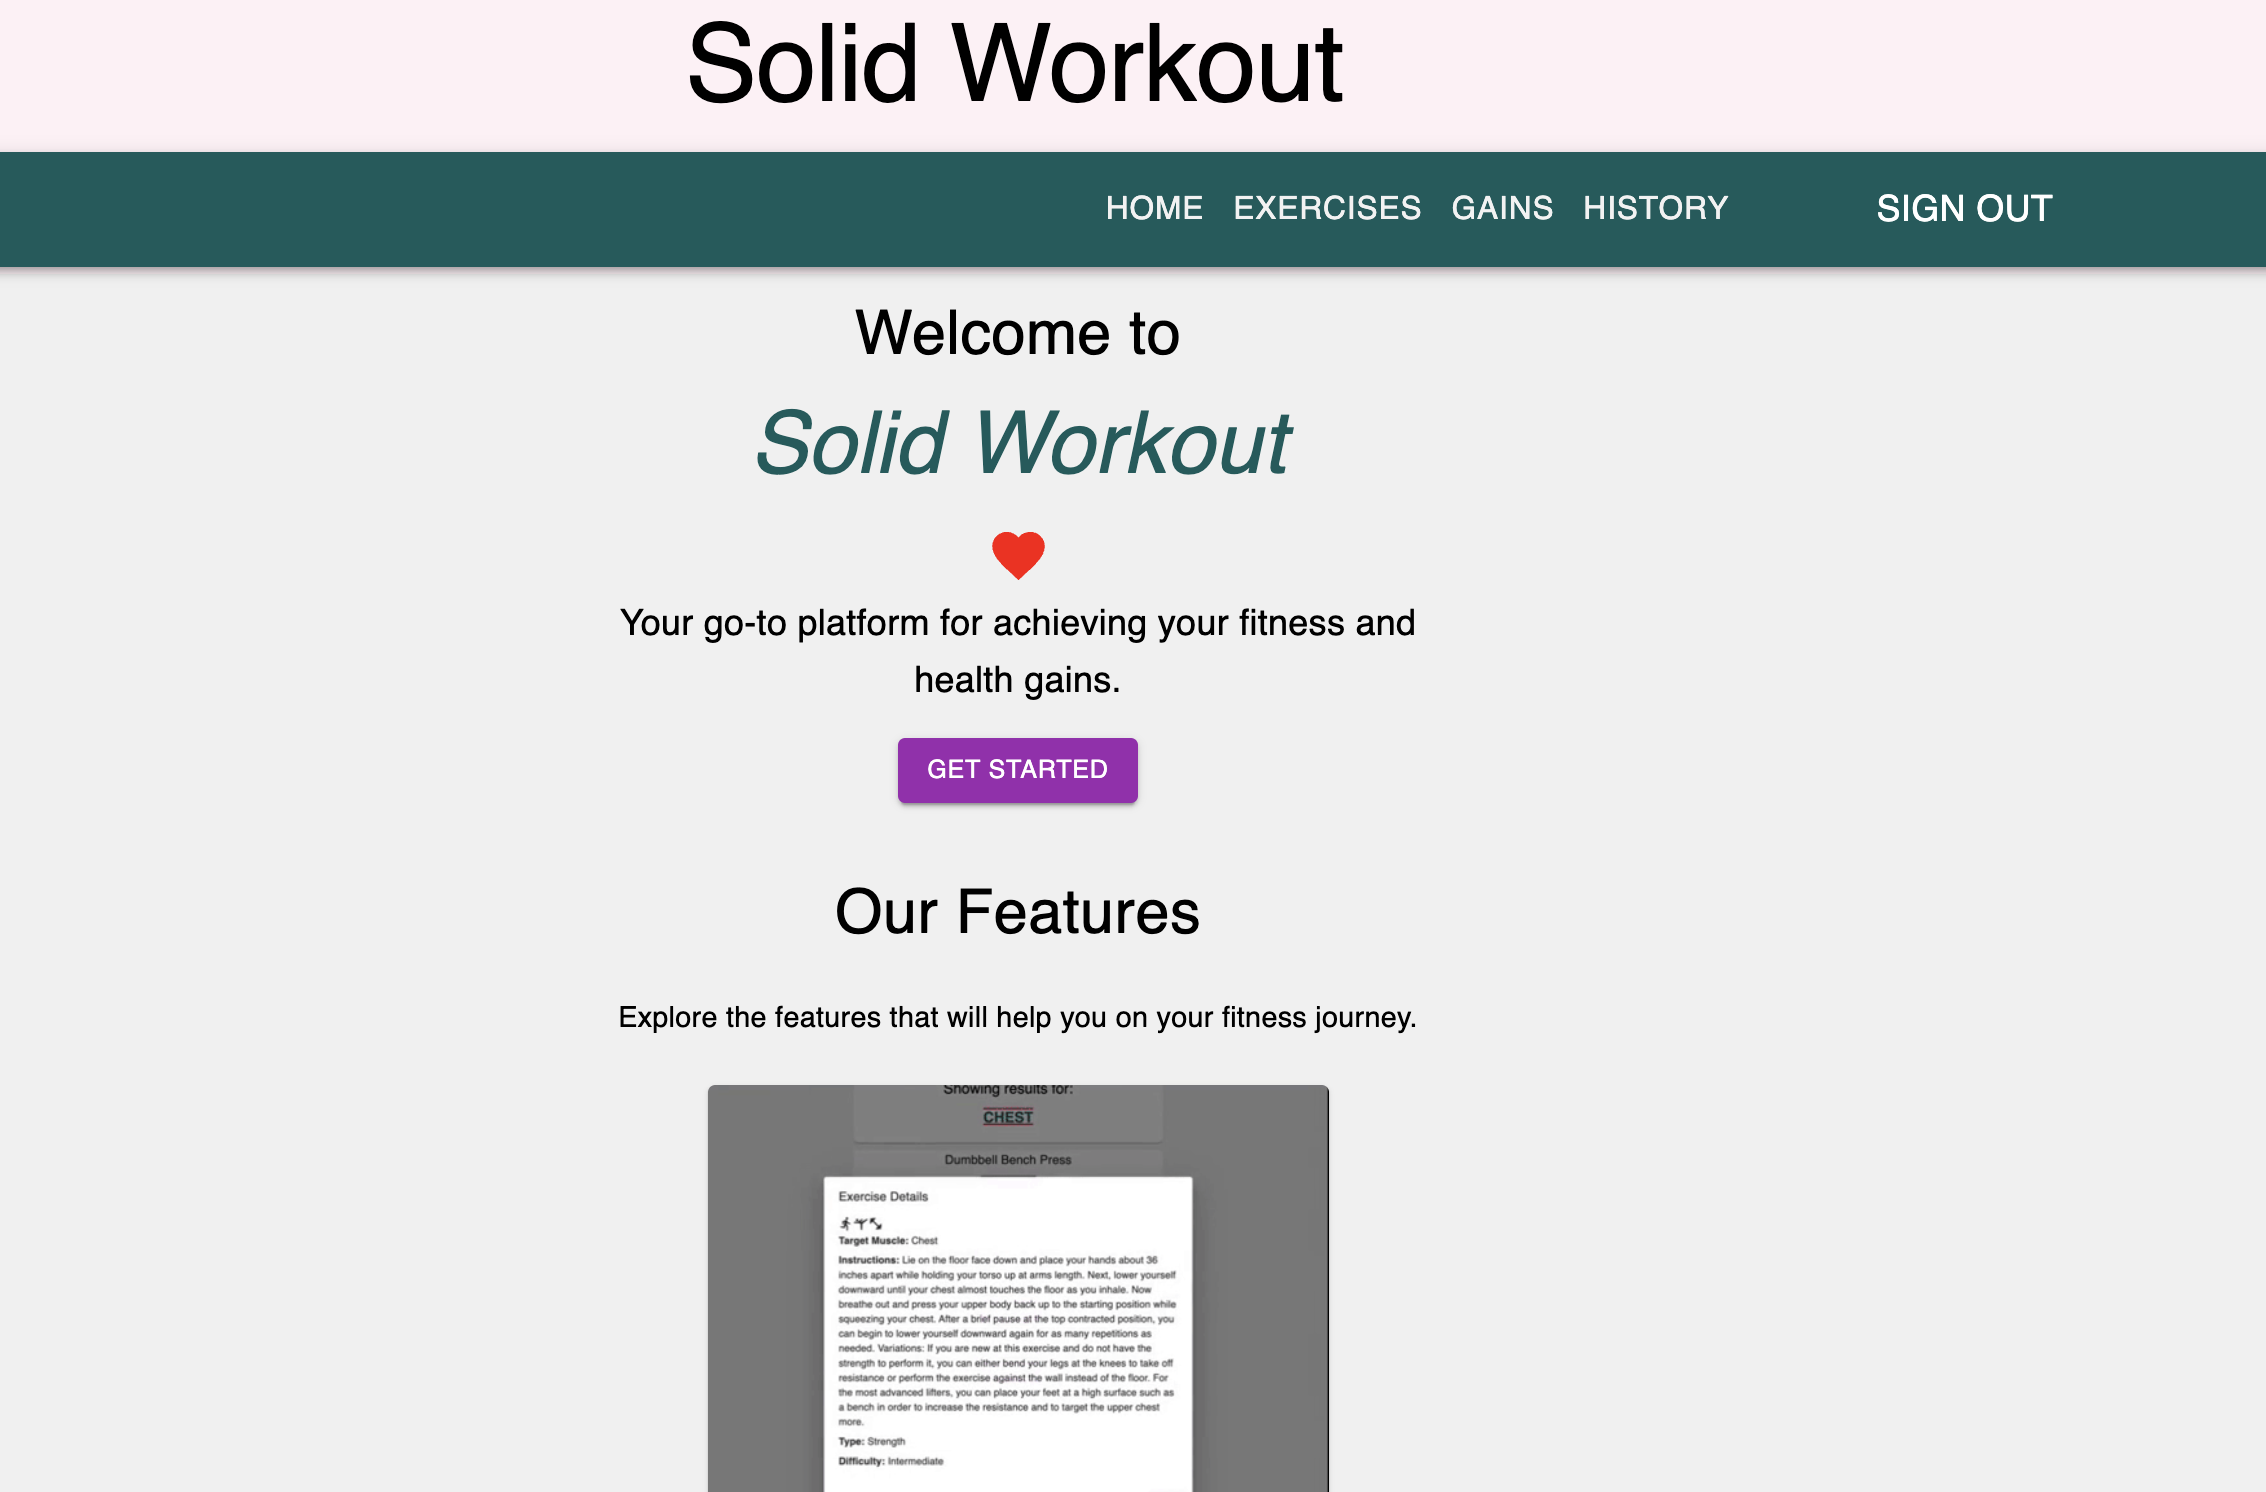 Solid Workout
HOME EXERCISES GAINS HISTORY SIGN OUT
Welcome to
Solid Workout
Your go-to platform for achieving your fitness and
health gains.
GET STARTED
Our Features
Explore the features that will help you on your fitness journey.
Showing results for:
CHEST
Dumbbell Bench Press
Exercise Details
Target Muscle: Chest
Instructions: Lie on the floor face down and place your hands about 36
inches apart while holding your torso up at arms length. Next, lower yourself
downward until your chest almost touches the floor as you inhale. Now
breathe out and press your upper body back up to the starting position while
squeezing your chest. After a brief pause at the top contracted position, you
can begin to lower yourself downward again for as many repetitions as
needed. Variations: If you are new at this exercise and do not have the
strength to perform it, you can either bend your legs at the knees to take off
resistance or perform the exercise against the wall instead of the floor. For
the most advanced lifters, you can place your feet at a high surface such as
a bench in order to increase the resistance and to target the upper chest
more.
Type: Strength
Difficulty: Intermediate